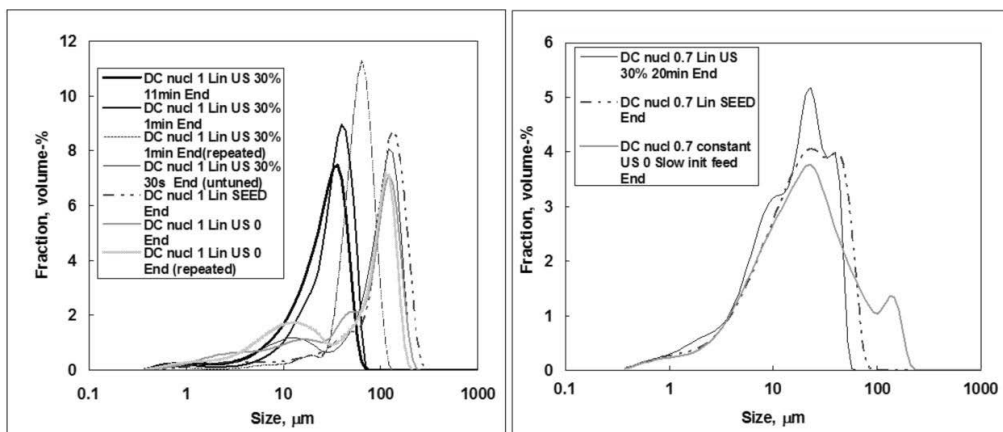 12
10
8
6
4
2
0
Fraction, volume-%
DC nucl 1 Lin US 30%
11min End
DC nucl 1 Lin US 30%
1min End
DC nucl 1 Lin US 30%
1min End(repeated)
DC nucl 1 Lin US 30%
30s End (untuned)
DC nucl 1 Lin SEED
End
DC nucl 1 Lin US 0
End
DC nucl 1 Lin US 0
End (repeated)
0.1 1 10 100 1000
Size, μm
6
5
4
3
2
1
0
Fraction, volume-%
DC nucl 0.7 Lin US
30% 20min End
DC nucl 0.7 Lin SEED
End
DC nucl 0.7 constant
US 0 Slow init feed
End
0.1 1 10 100 1000
Size, μm